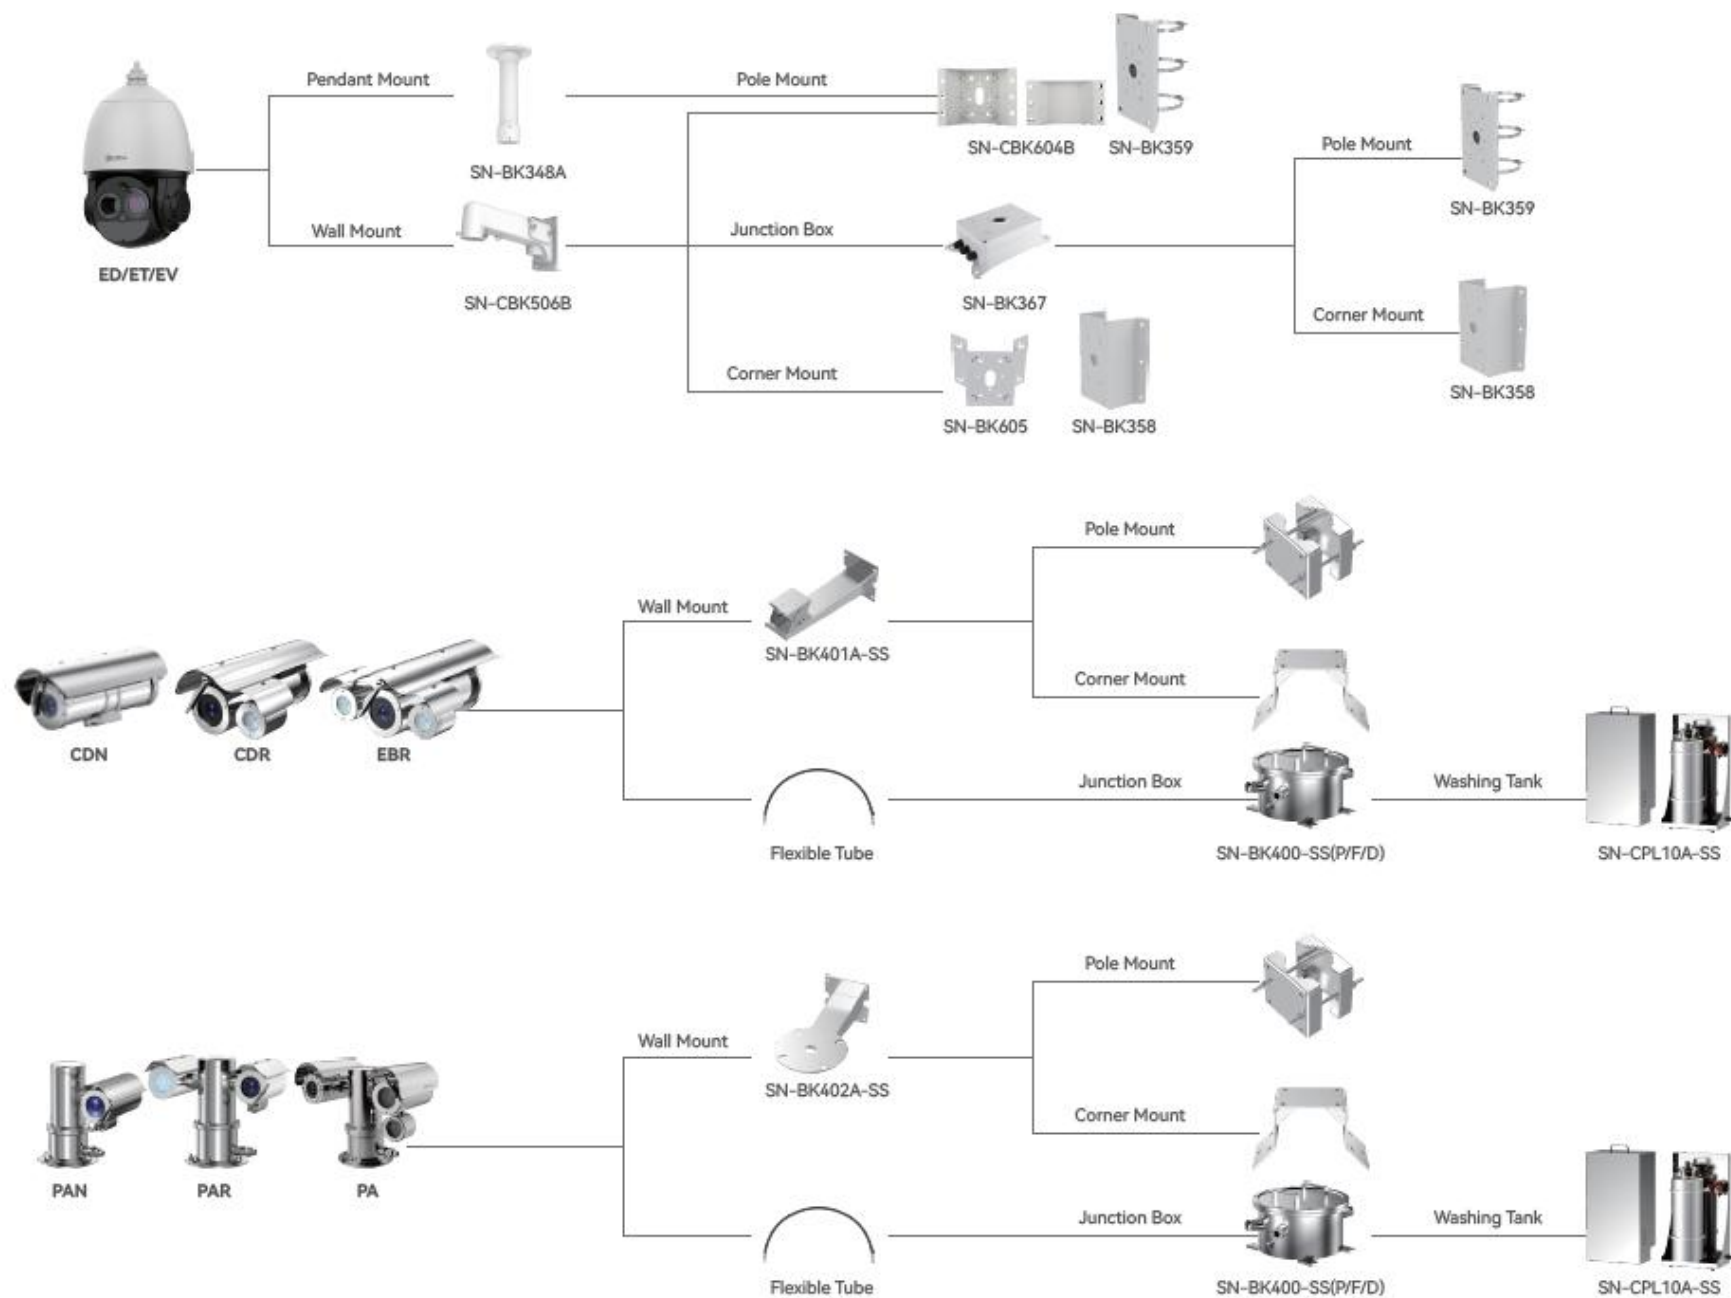 Pendant Mount
Pole Mount
SN-CBK604B
SN-BK359
SN-BK348A
Pole Mount
SN-BK359
Wall Mount
Junction Box
ED/ET/EV
SN-CBK506B
SN-BK367
Corner Mount
SN-BK358
Corner Mount
SN-BK605
SN-BK358
Pole Mount
Wall Mount
SN-BK401A-SS
Corner Mount
CDN
CDR
EBR
Junction Box
Washing Tank
Flexible Tube
SN-BK400-SS(P/F/D)
SN-CPL10A-SS
Pole Mount
Wall Mount
SN-BK402A-SS
Corner Mount
PAN
PAR
PA
Junction Box
Washing Tank
Flexible Tube
SN-BK400-SS(P/F/D)
SN-CPL10A-SS